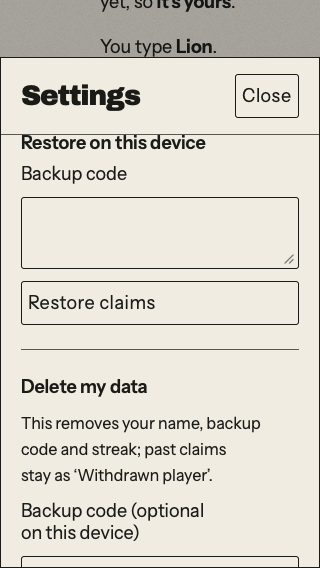 yet, so it's yours.
You type Lion.
Settings
Close
Restore on this device
Backup code
Restore claims
Delete my data
This removes your name, backup
code and streak; past claims
stay as ‘Withdrawn player’.
Backup code (optional
on this device)